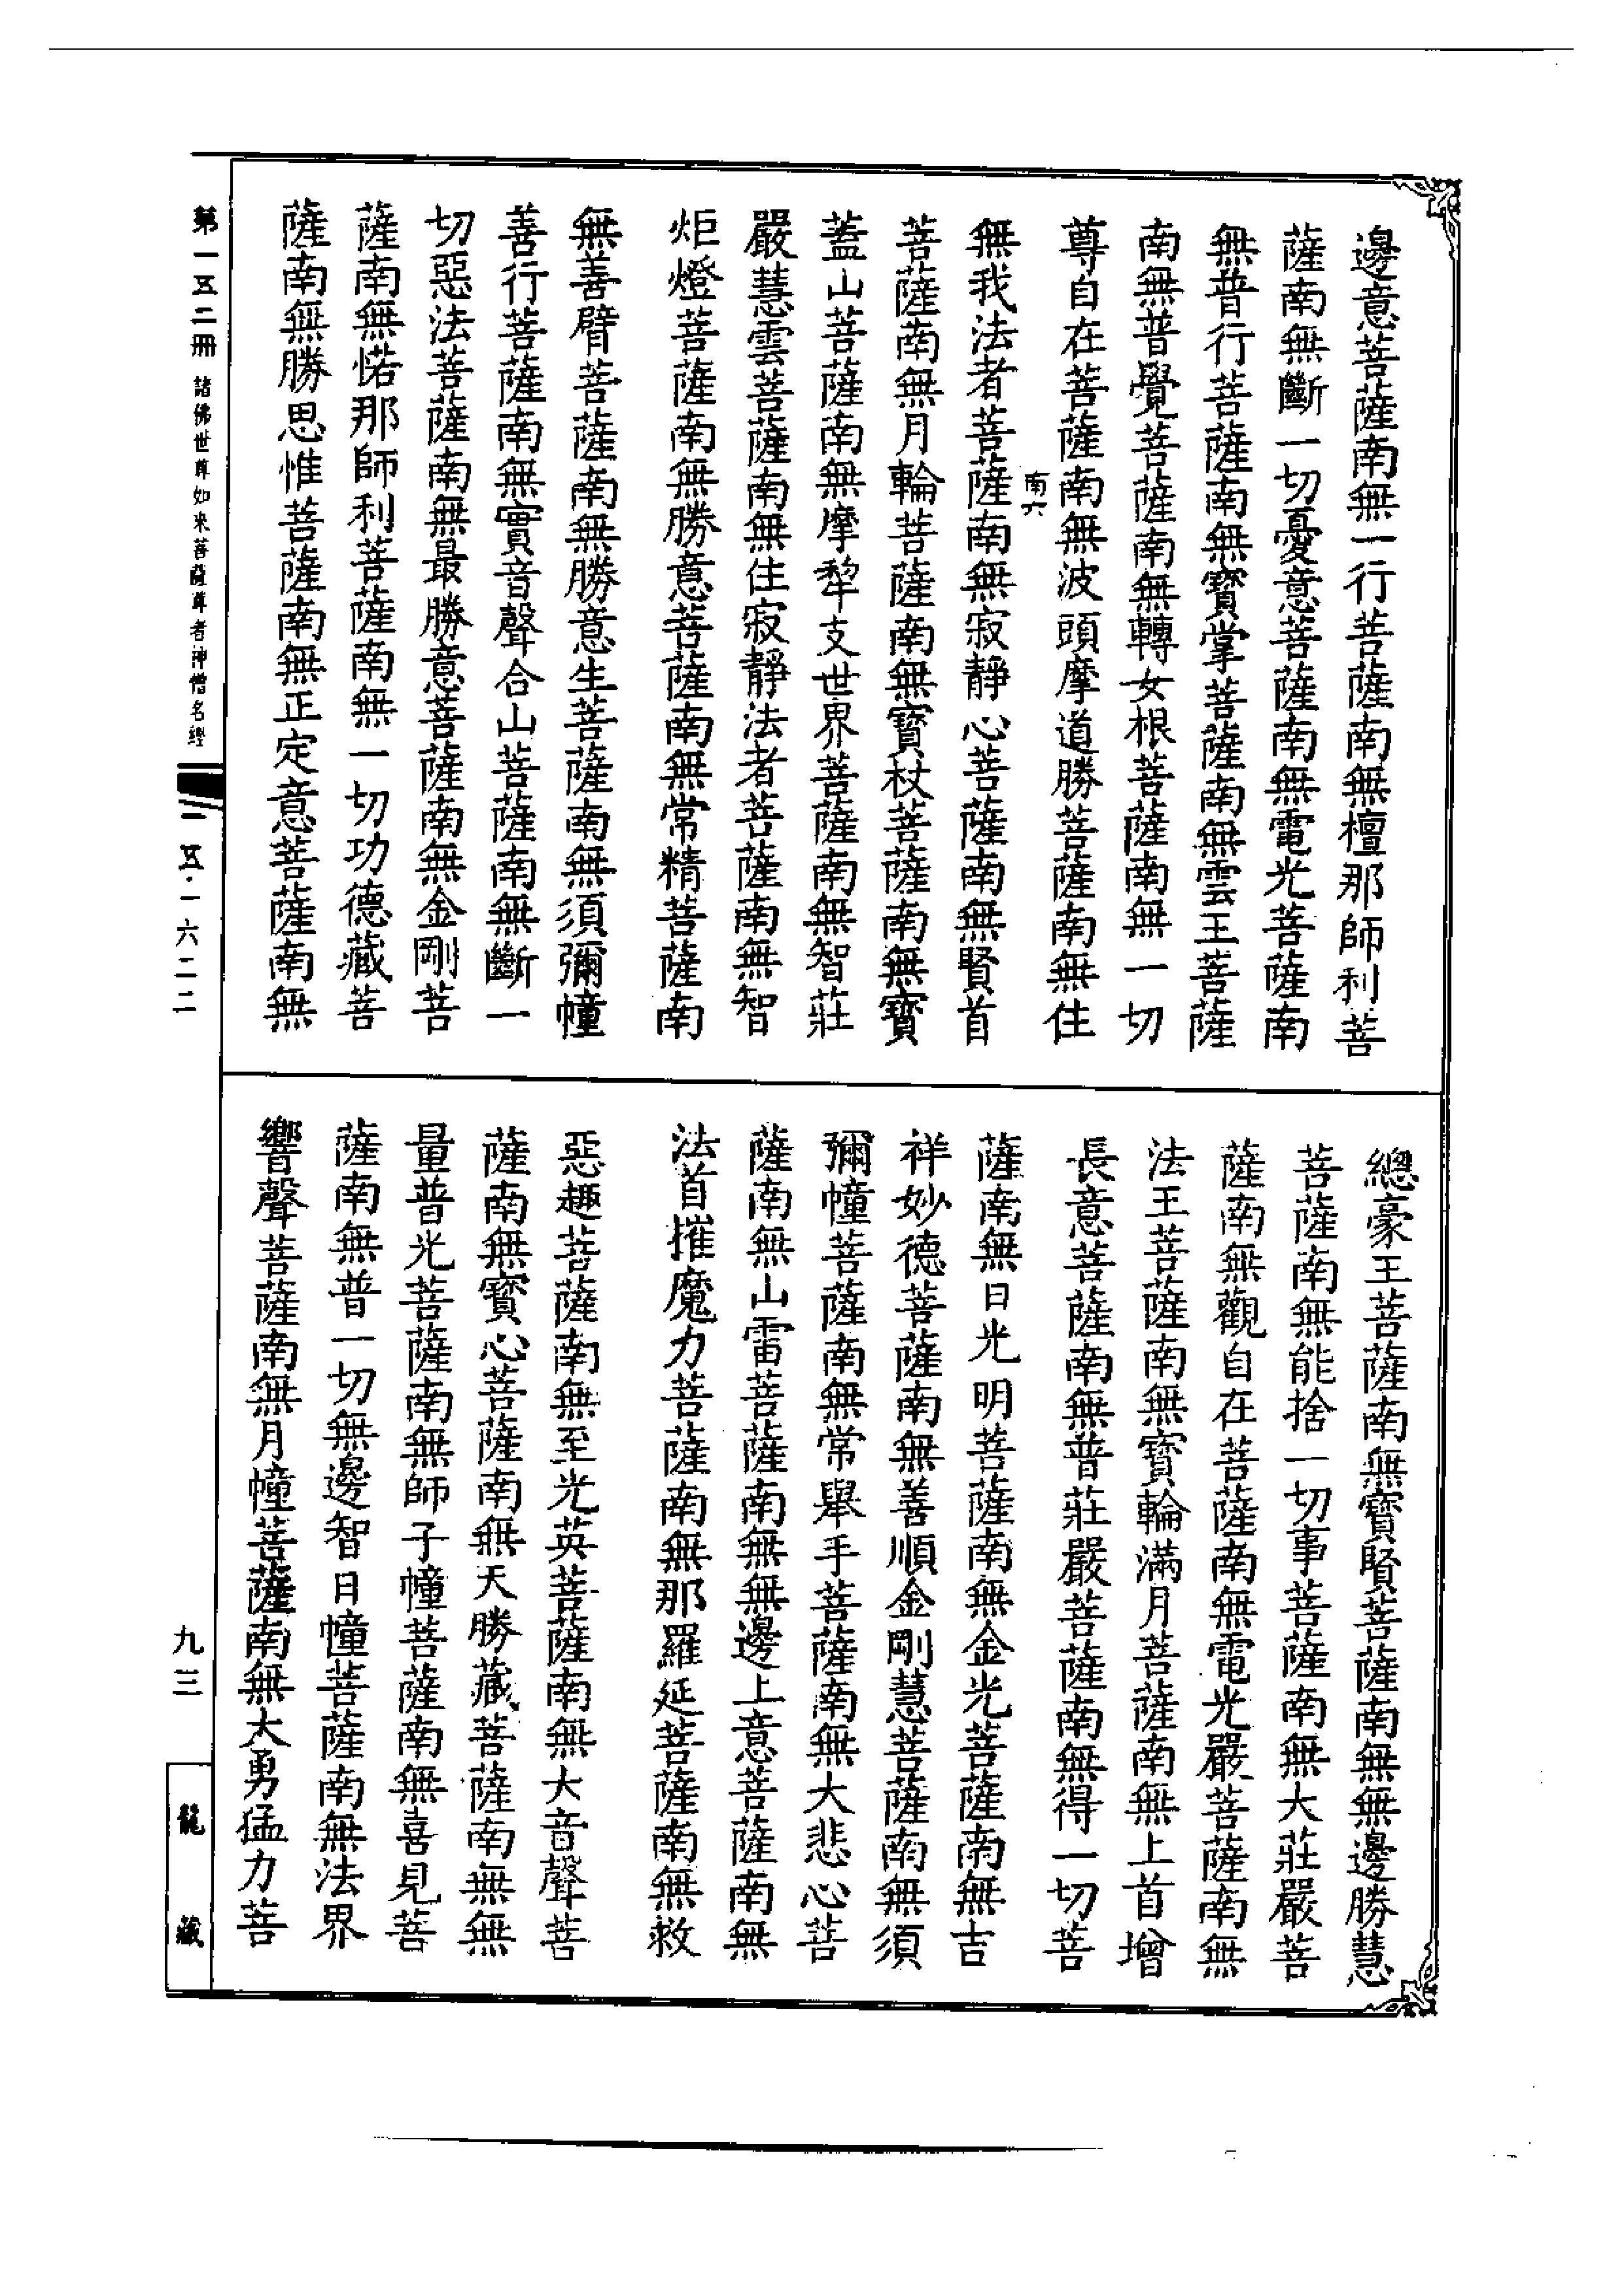 邊意菩薩南無一行菩薩南無檀那師利菩
薩南無斷一切憂意菩薩南無電光菩薩南
無普行菩薩南無寶掌菩薩南無雲王菩薩
南無普覺菩薩南無轉女根菩薩南無一切
尊自在菩薩南無波頭摩道勝菩薩南無住
南六
無我法者菩薩南無寂靜心菩薩南無賢首
菩薩南無月輪菩薩南無寶杖菩薩南無寶
蓋山菩薩南無摩犂支世界菩薩南無智莊
嚴慧雲菩薩南無住寂靜法者菩薩南無智
炬燈菩薩南無勝意菩薩南無常精菩薩南
無善臂菩薩南無勝意生菩薩南無須彌幢
善行菩薩南無實音聲合山菩薩南無斷一
切惡法菩薩南無最勝意菩薩南無金剛菩
薩南無惦那師利菩薩南無一切功德藏菩
薩南無勝思惟菩薩南無正定意菩薩南無
總豪王菩薩南無寶賢菩薩南無無邊勝慧
菩薩南無能捨一切事菩薩南無大莊嚴菩
薩南無觀自在菩薩南無電光嚴菩薩南無
法王菩薩南無寶輪滿月菩薩南無上首增
長意菩薩南無普莊嚴菩薩南無得一切菩
薩南無日光明菩薩南無金光菩薩南無吉
祥妙德菩薩南無善順金剛慧菩薩南無須
彌幢菩薩南無常舉手菩薩南無大悲心菩
薩南無山雷菩薩南無無邊上意菩薩南無
法首摧魔力菩薩南無那羅延菩薩南無救
惡趣菩薩南無至光英菩薩南無大音聲菩
薩南無寶心菩薩南無天勝藏菩薩南無無
量普光菩薩南無師子幢菩薩南無喜見菩
薩南無普一切無邊智日幢菩薩南無法界
響聲菩薩南無月幢菩薩南無大勇猛力菩
第一五二冊 諸佛世尊如來菩薩尊者神僧名經
二五·一六二二
九三
龍藏